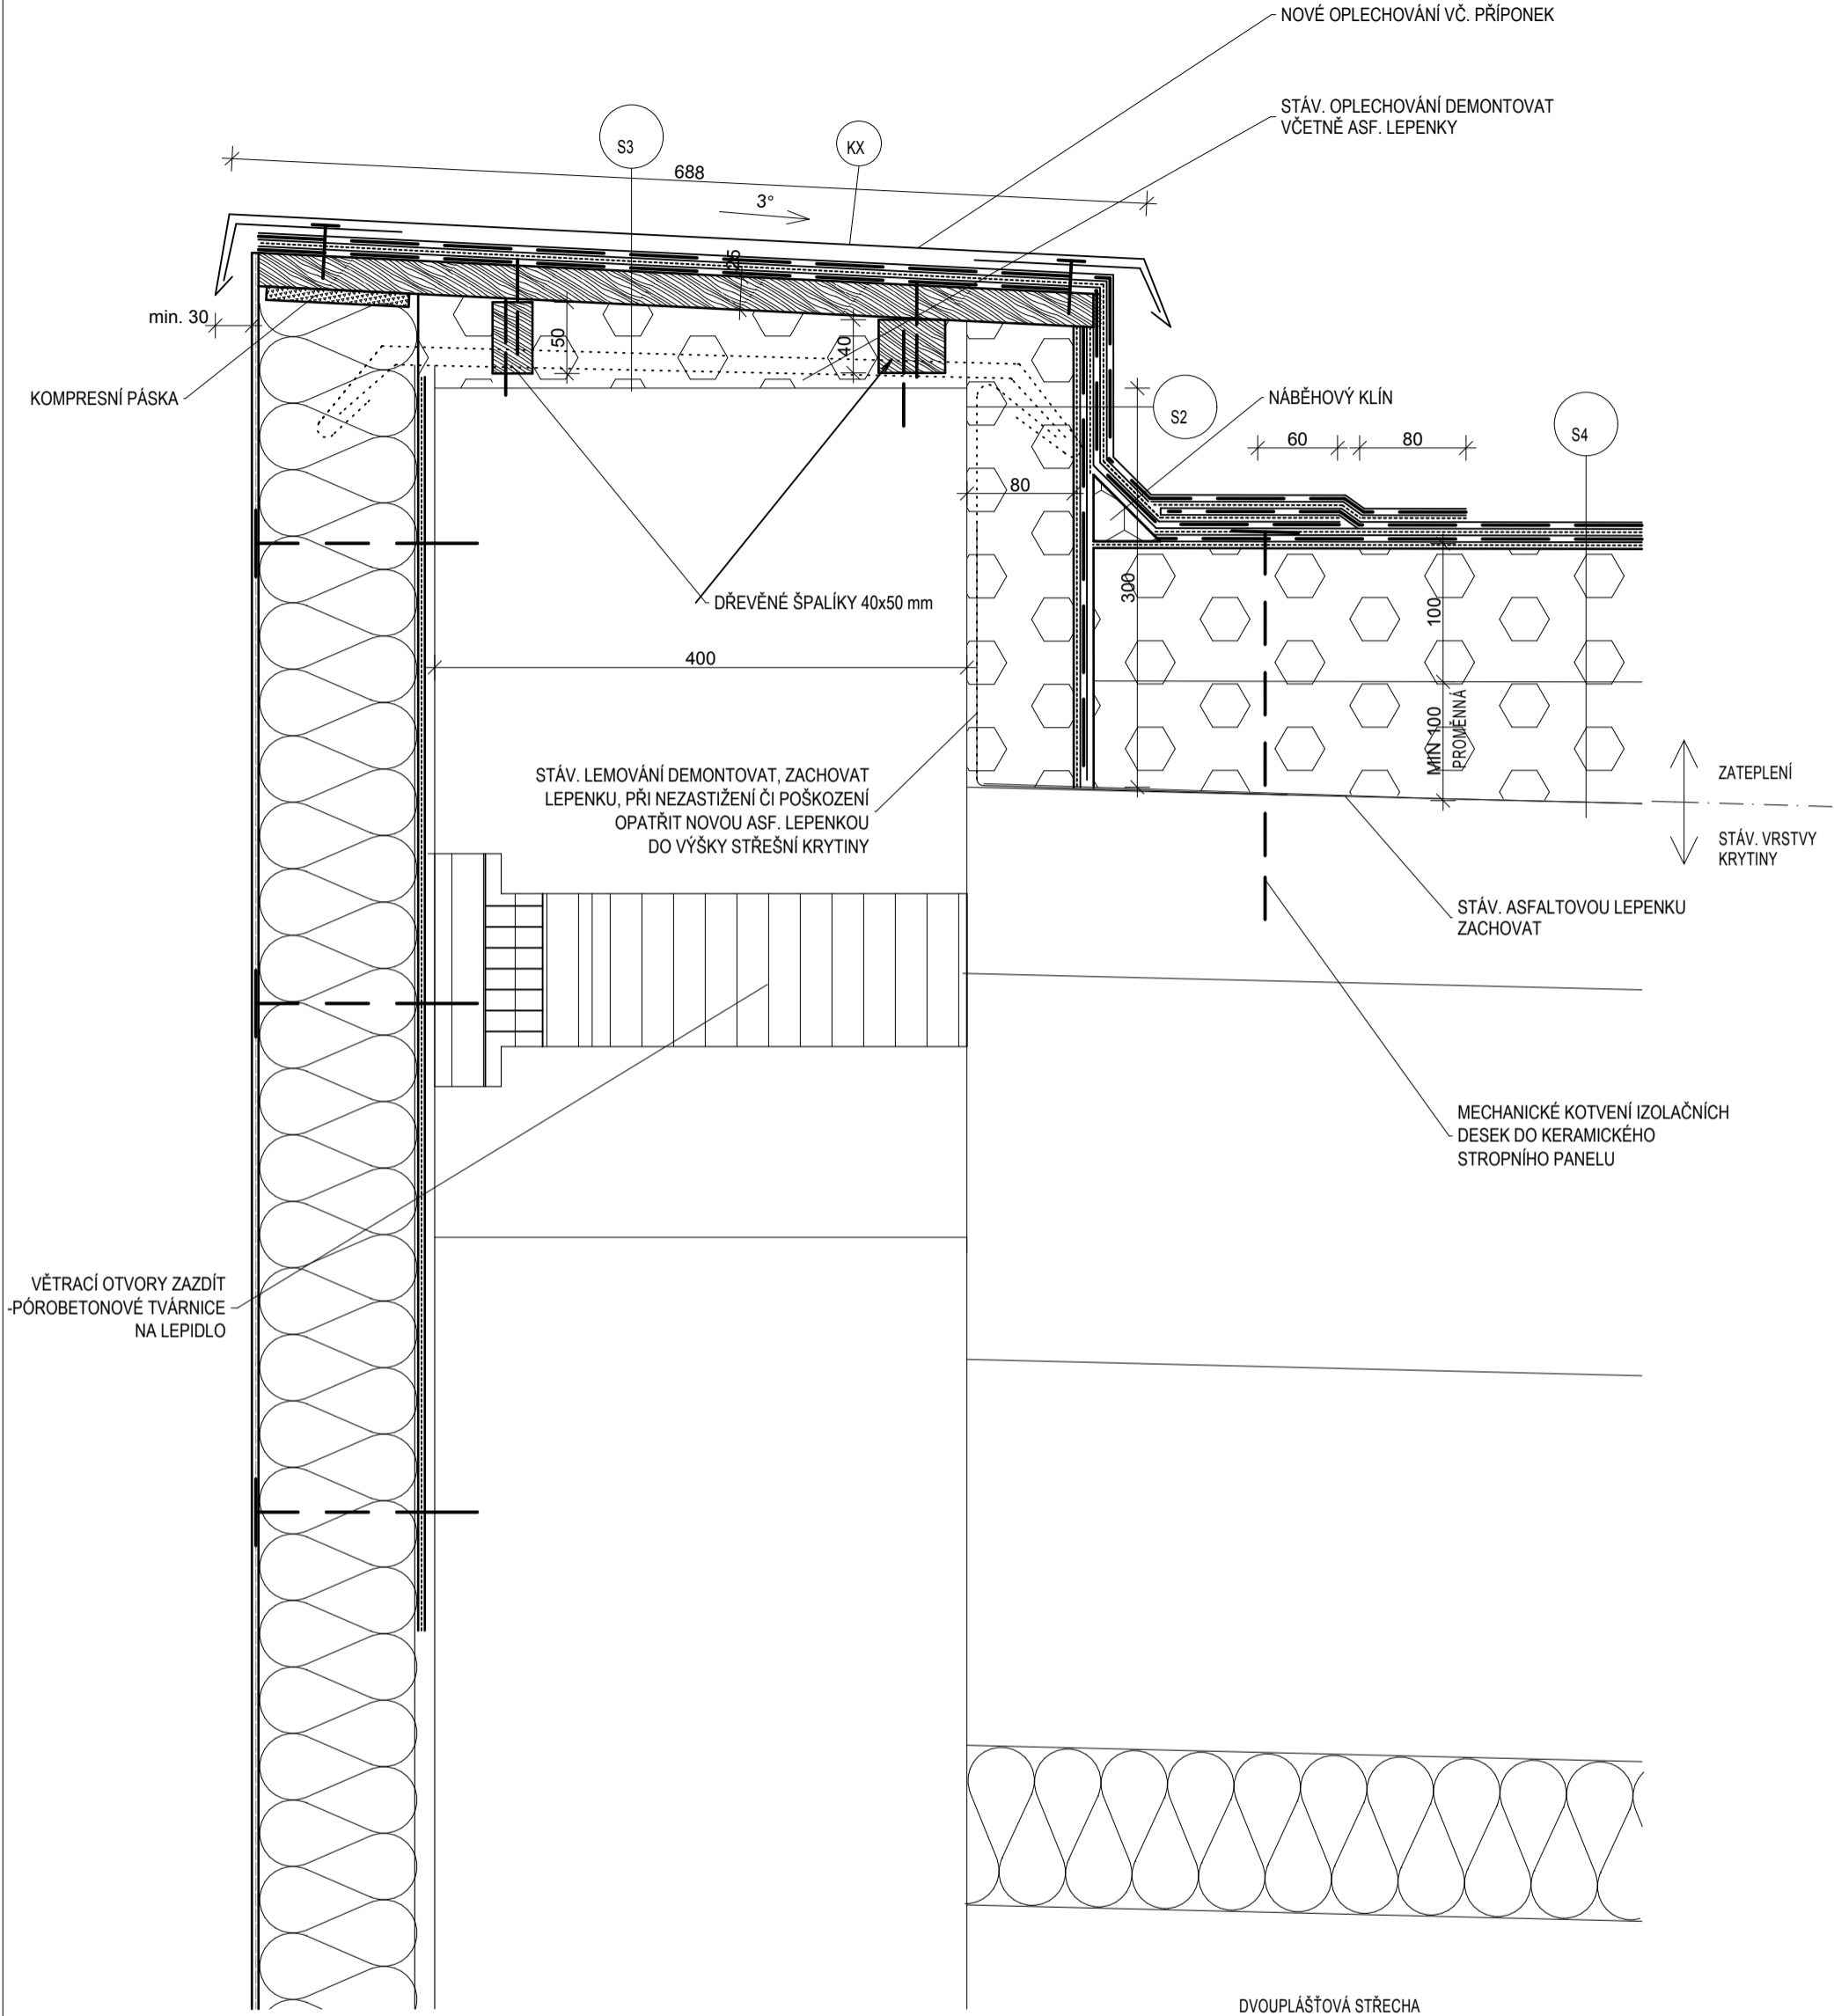 NOVÉ OPLECHOVÁNÍ VČ. PŘÍPONEK
STÁV. OPLECHOVÁNÍ DEMONTOVAT
VČETNĚ ASF. LEPENKY
S3
KX
688
3°
25
min. 30
50
40
KOMPRESNÍ PÁSKA
S2
NÁBĚHOVÝ KLÍN
60
80
S4
80
300
DŘEVĚNÉ ŠPALÍKY 40x50 mm
100
400
MIN 100
PROMĚNNÁ
STÁV. LEMOVÁNÍ DEMONTOVAT, ZACHOVAT
LEPENKU, PŘI NEZASTIŽENÍ ČI POŠKOZENÍ
OPATŘIT NOVOU ASF. LEPENKOU
DO VÝŠKY STŘEŠNÍ KRYTINY
ZATEPLENÍ
STÁV. VRSTVY
KRYTINY
STÁV. ASFALTOVOU LEPENKU
ZACHOVAT
MECHANICKÉ KOTVENÍ IZOLAČNÍCH
DESEK DO KERAMICKÉHO
STROPNÍHO PANELU
VĚTRACÍ OTVORY ZAZDÍT
-PÓROBETONOVÉ TVÁRNICE
NA LEPIDLO
DVOUPLÁŠŤOVÁ STŘECHA